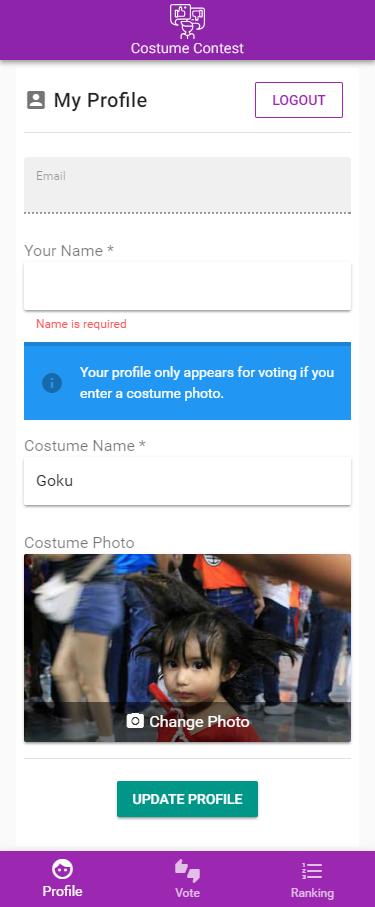 Costume Contest
My Profile
LOGOUT
Email
Your Name *
Name is required
Your profile only appears for voting if you
enter a costume photo.
Costume Name *
Goku
Costume Photo
Change Photo
UPDATE PROFILE
Profile
Vote
Ranking